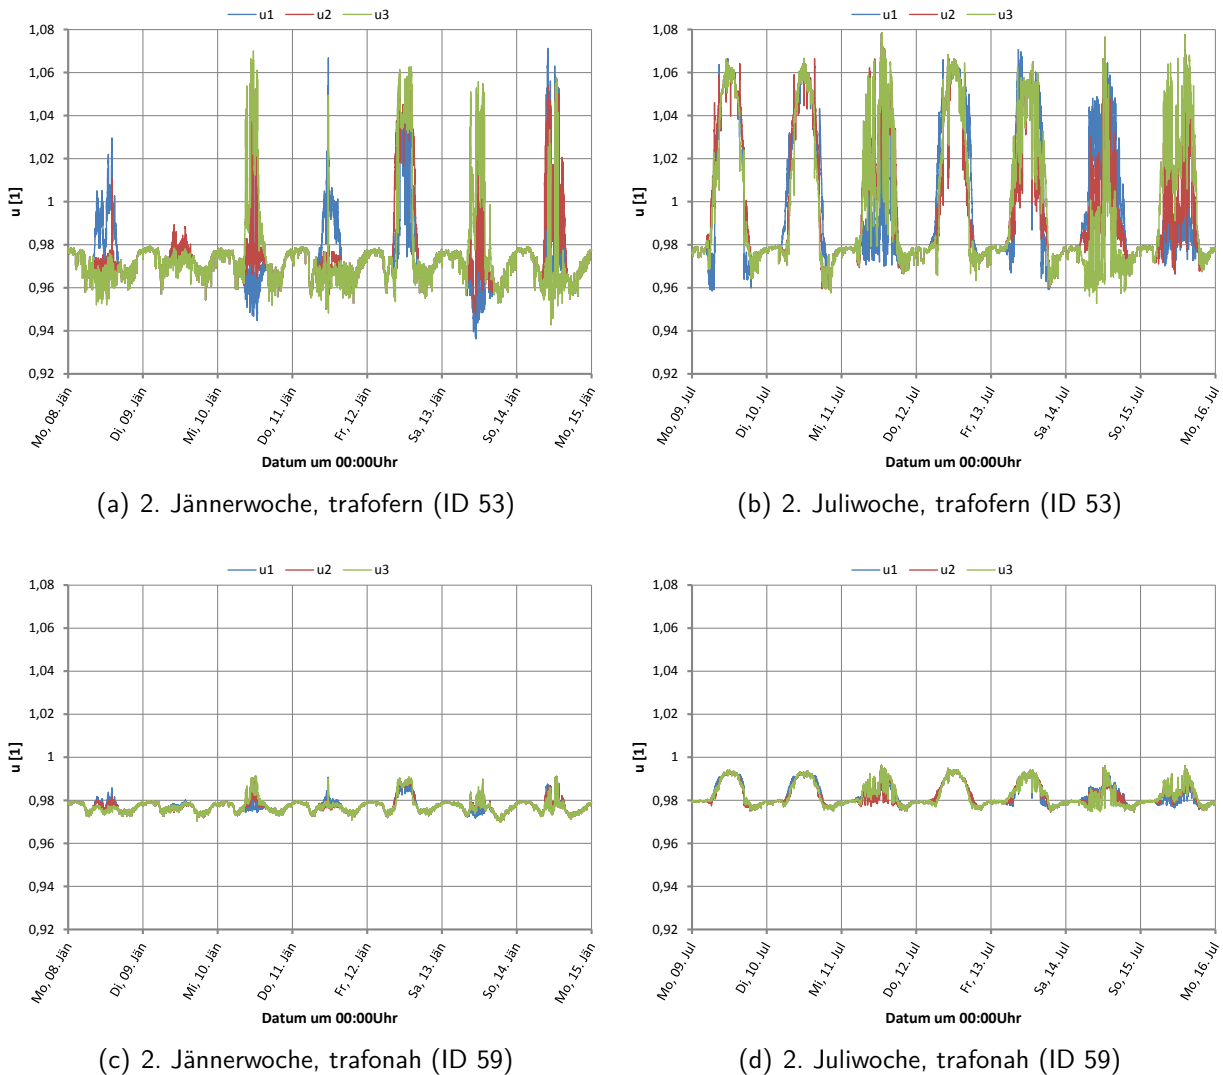 u1 u2 u3
1,08
1,06
1,04
1,02
1
0,98
0,96
0,94
0,92
u [1]
Mo, 08. Jän
Di, 09. Jän
Mi, 10. Jän
Do, 11. Jän
Fr, 12. Jän
Sa, 13. Jän
So, 14. Jän
Mo, 15. Jän
Datum um 00:00Uhr
(a) 2. Jännerwoche, trafofern (ID 53)
u1 u2 u3
1,08
1,06
1,04
1,02
1
0,98
0,96
0,94
0,92
u [1]
Mo, 09. Jul
Di, 10. Jul
Mi, 11. Jul
Do, 12. Jul
Fr, 13. Jul
Sa, 14. Jul
So, 15. Jul
Mo, 16. Jul
Datum um 00:00Uhr
(b) 2. Juliwoche, trafofern (ID 53)
u1 u2 u3
1,08
1,06
1,04
1,02
1
0,98
0,96
0,94
0,92
u [1]
Mo, 08. Jän
Di, 09. Jän
Mi, 10. Jän
Do, 11. Jän
Fr, 12. Jän
Sa, 13. Jän
So, 14. Jän
Mo, 15. Jän
Datum um 00:00Uhr
(c) 2. Jännerwoche, trafonah (ID 59)
u1 u2 u3
1,08
1,06
1,04
1,02
1
0,98
0,96
0,94
0,92
u [1]
Mo, 09. Jul
Di, 10. Jul
Mi, 11. Jul
Do, 12. Jul
Fr, 13. Jul
Sa, 14. Jul
So, 15. Jul
Mo, 16. Jul
Datum um 00:00Uhr
(d) 2. Juliwoche, trafonah (ID 59)